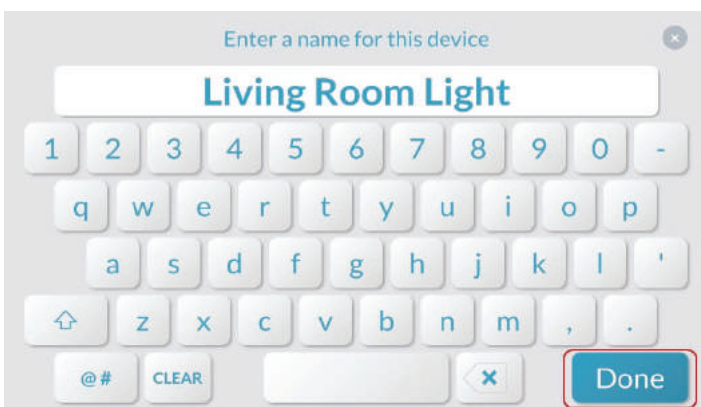 Enter a name for this device
Living Room Light
1 2 3 4 5 6 7 8 9 0 -
q w e r t y u i o p
a s d f g h j k l '
z x c v b n m , .
@# CLEAR Done